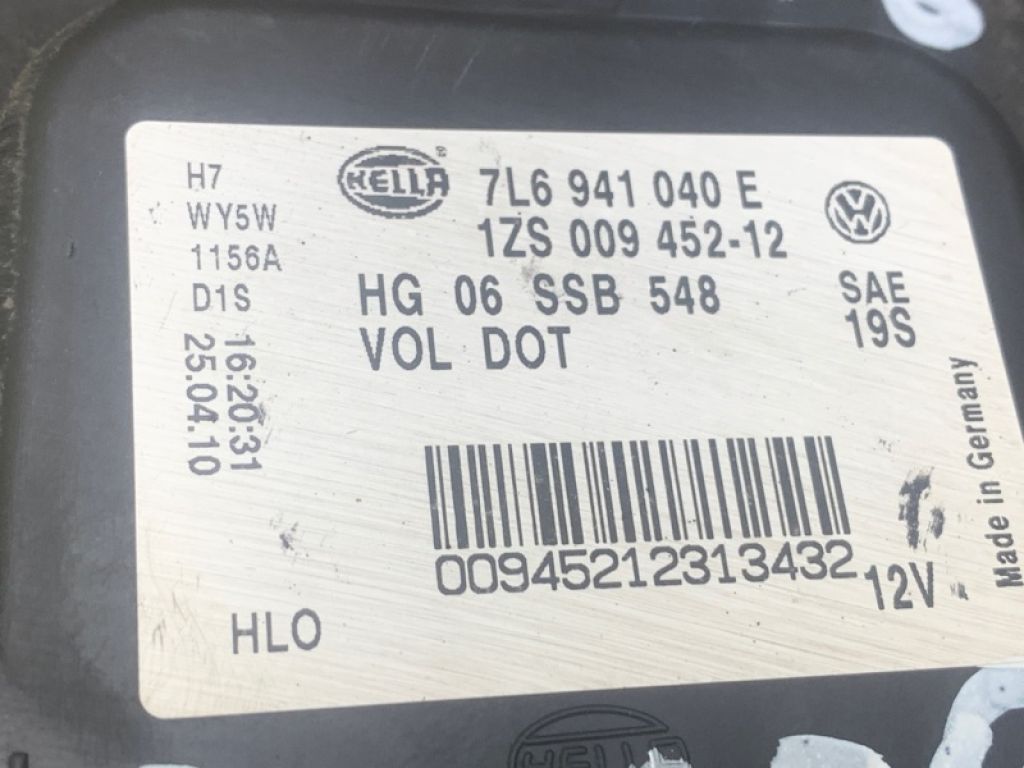 H7
WY5W
1156A
D1S
HELLA
7L6 941 040 E
1ZS 009 452-12
HG 06 SSB 548
VOL DOT
SAE
19S
16:20:31
25.04.10
00945212313432
12V
Made in Germany
HLO
HELLA